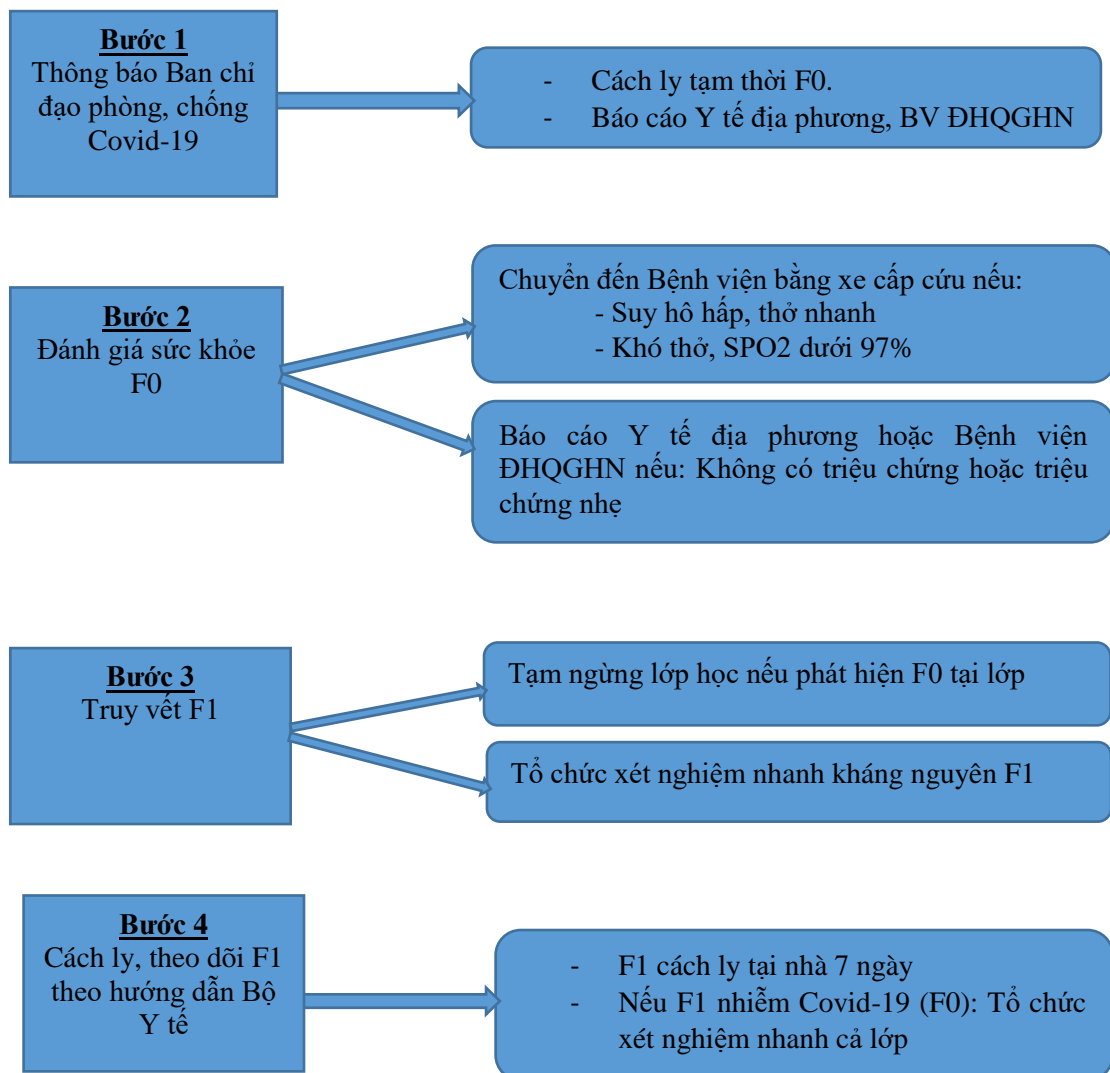 Bước 1
Thông báo Ban chỉ
đạo phòng, chống
Covid-19
- Cách ly tạm thời F0.
- Báo cáo Y tế địa phương, BV ĐHQGHN
Bước 2
Đánh giá sức khỏe
F0
Chuyển đến Bệnh viện bằng xe cấp cứu nếu:
- Suy hô hấp, thở nhanh
- Khó thở, SPO2 dưới 97%
Báo cáo Y tế địa phương hoặc Bệnh viện
ĐHQGHN nếu: Không có triệu chứng hoặc triệu
chứng nhẹ
Bước 3
Truy vết F1
Tạm ngừng lớp học nếu phát hiện F0 tại lớp
Tổ chức xét nghiệm nhanh kháng nguyên F1
Bước 4
Cách ly, theo dõi F1
theo hướng dẫn Bộ
Y tế
- F1 cách ly tại nhà 7 ngày
- Nếu F1 nhiễm Covid-19 (F0): Tổ chức
xét nghiệm nhanh cả lớp